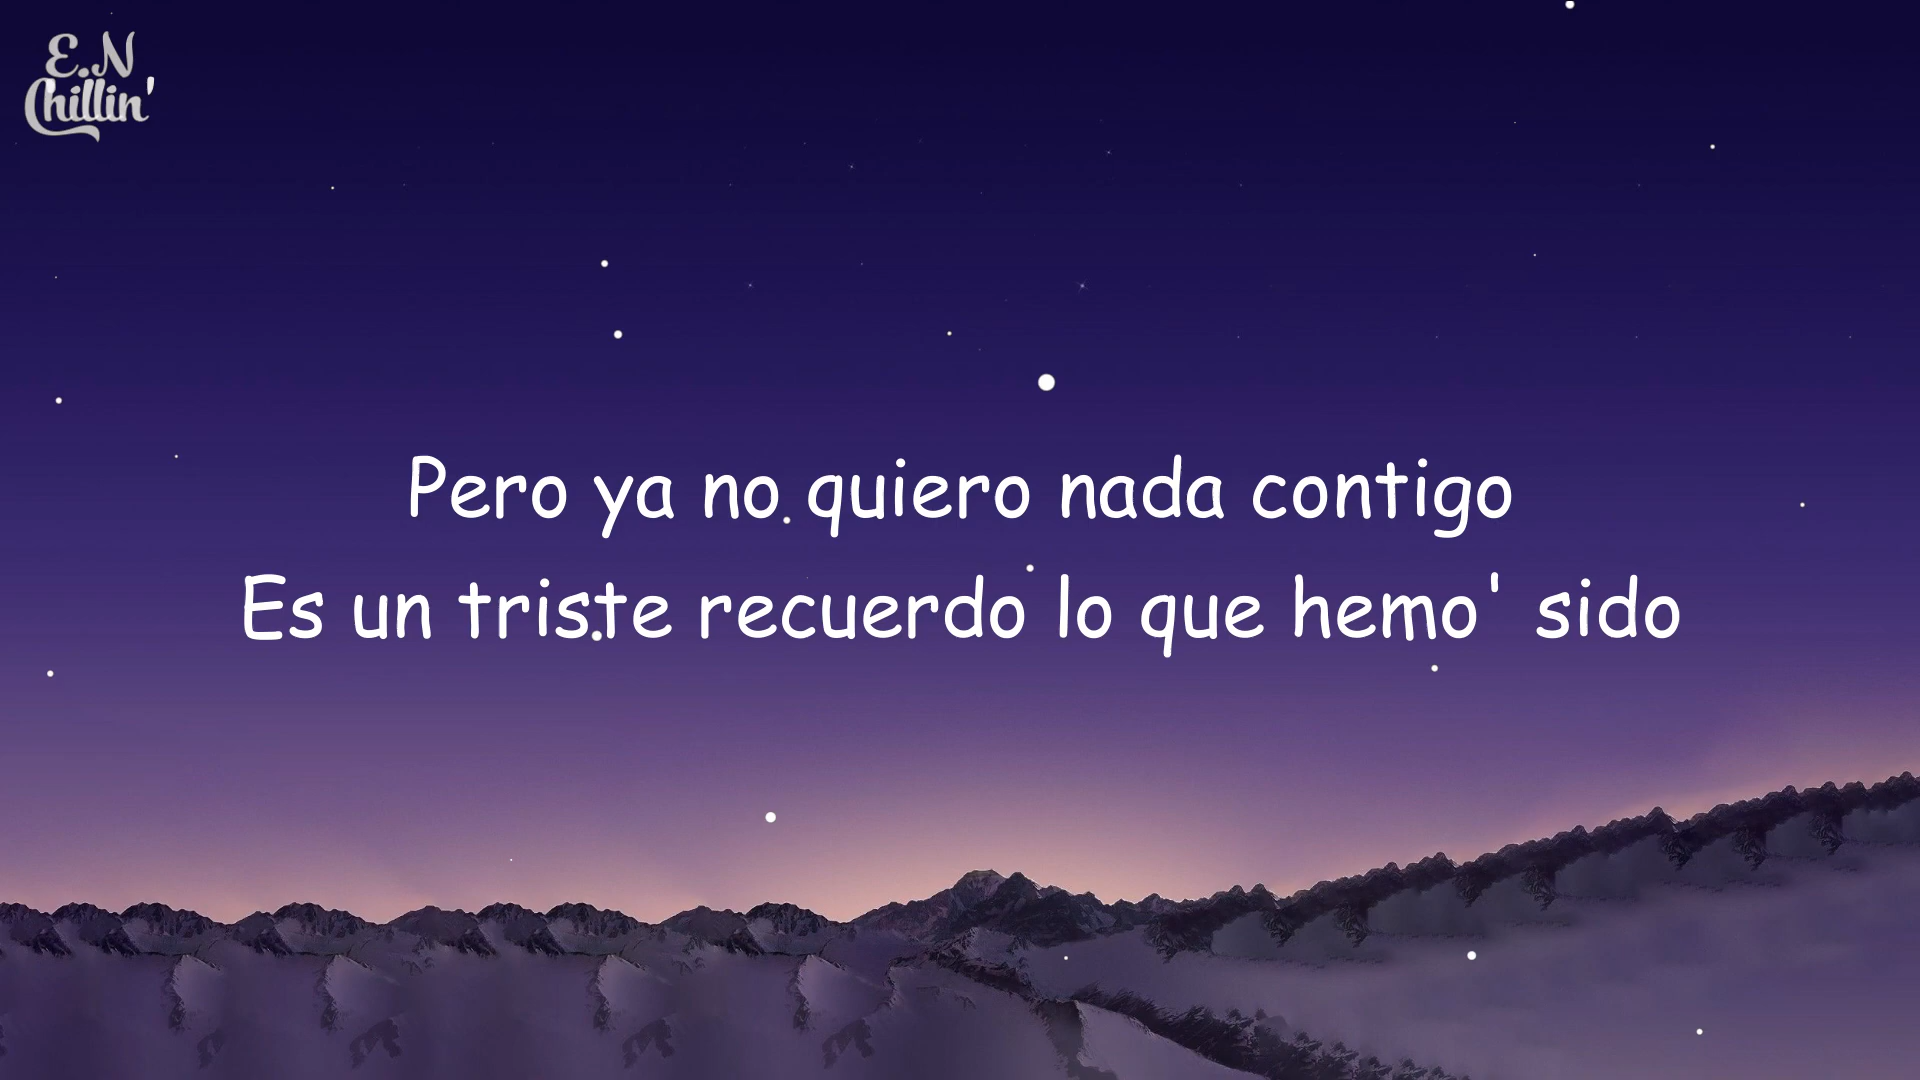 E.N
Chillin'
Pero ya no quiero nada contigo
Es un triste recuerdo lo que hemo' sido